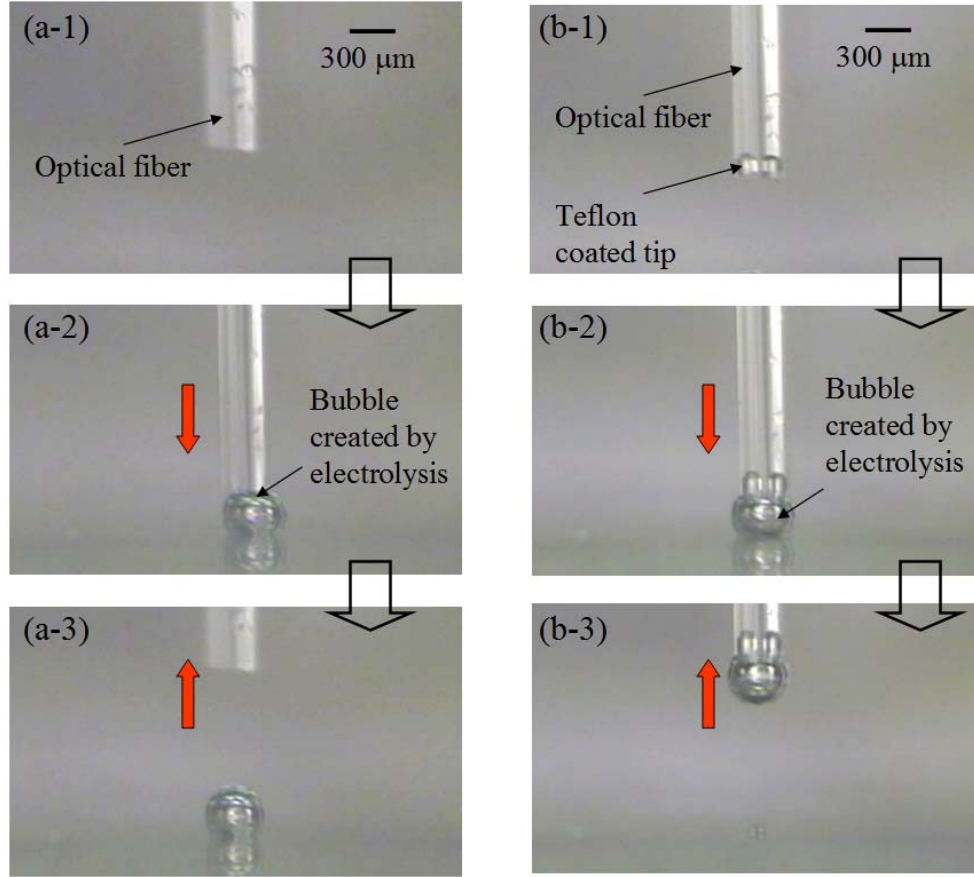 (a-1)
300 μm
Optical fiber
(b-1)
300 μm
Optical fiber
Teflon
coated tip
(a-2)
Bubble
created by
electrolysis
(b-2)
Bubble
created by
electrolysis
(a-3)
(b-3)